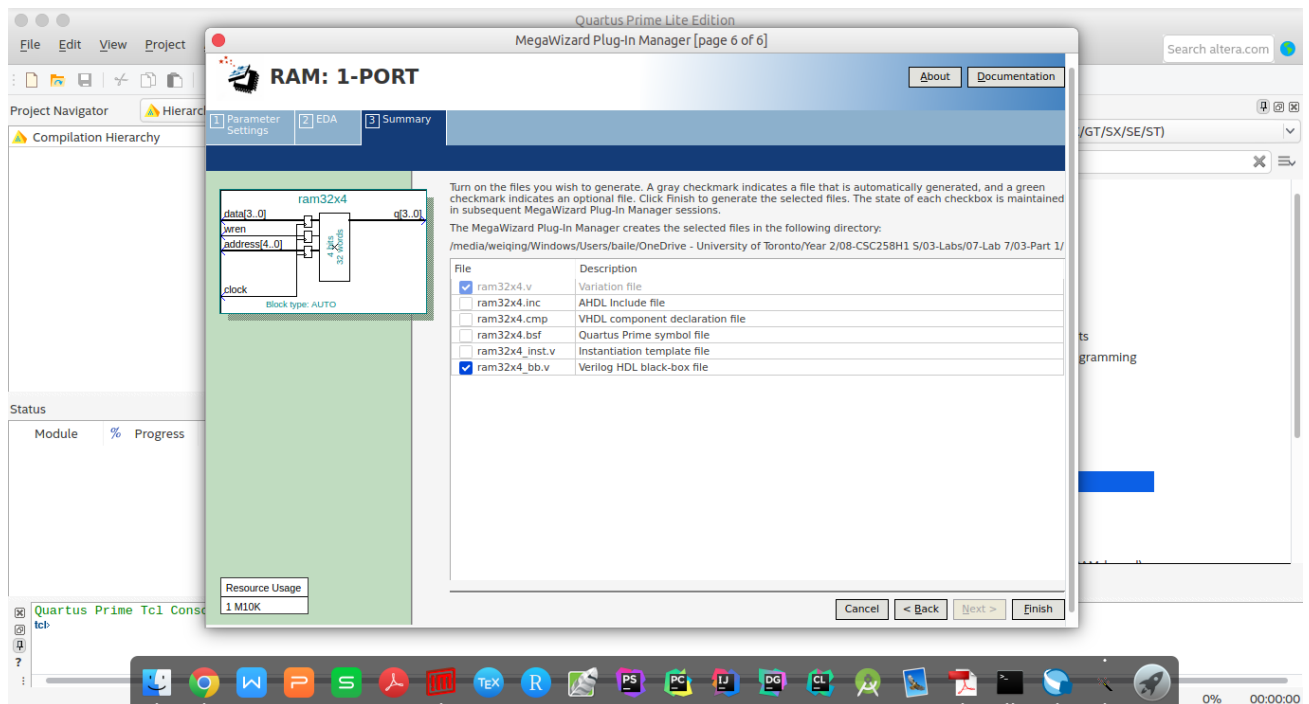 Quartus Prime Lite Edition
File Edit View Project
Search altera.com
MegaWizard Plug-In Manager [page 6 of 6]
RAM: 1-PORT
About
Documentation
Project Navigator
Hierarc
/GT/SX/SE/ST)
Compilation Hierarchy
1 Parameter Settings
2 EDA
3 Summary
ram32x4
data[3..0]
q[3..0]
wren
address[4..0]
4 bits
32 words
clock
Block type: AUTO
Turn on the files you wish to generate. A gray checkmark indicates a file that is automatically generated, and a green
checkmark indicates an optional file. Click Finish to generate the selected files. The state of each checkbox is maintained
in subsequent MegaWizard Plug-In Manager sessions.
The MegaWizard Plug-In Manager creates the selected files in the following directory:
/media/weiqing/Windows/Users/baile/OneDrive - University of Toronto/Year 2/08-CSC258H1 S/03-Labs/07-Lab 7/03-Part 1/
File Description
ram32x4.v Variation file
ram32x4.inc AHDL Include file
ram32x4.cmp VHDL component declaration file
ram32x4.bsf Quartus Prime symbol file
ram32x4_inst.v Instantiation template file
ram32x4_bb.v Verilog HDL black-box file
ts
gramming
Status
Module % Progress
Resource Usage
1 M10K
Cancel
< Back
Next >
Finish
Quartus Prime Tcl Conso
tcl>
TEX
R
PS
PC
IJ
DG
CL
0% 00:00:00